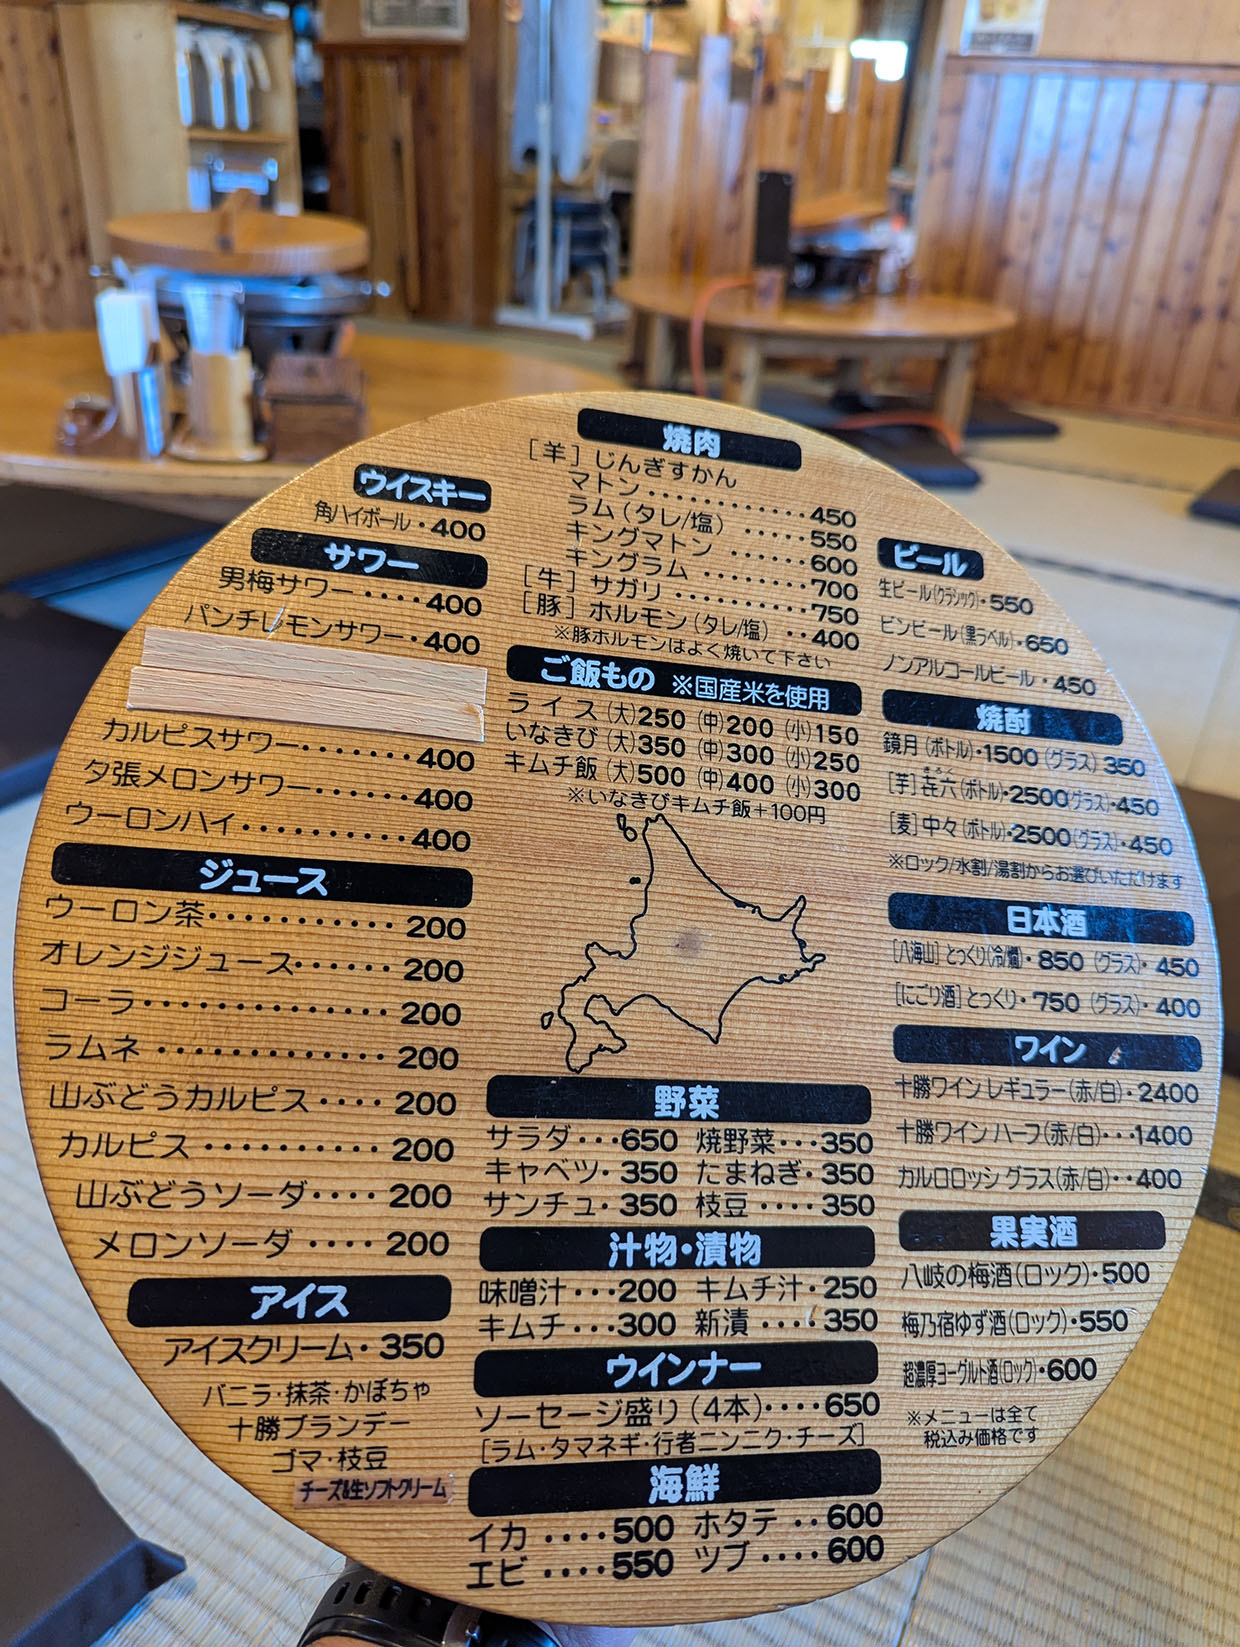 焼肉
[羊] じんぎすかん
マトン・・・・・・・・・・・・450
ラム(タレ/塩)・・・・・550
キングマトン・・・・・・600
キングラム・・・・・・・・700
[牛] サガリ・・・・・・・・・・750
[豚] ホルモン(タレ/塩)・・400
※豚ホルモンはよく焼いて下さい
ご飯もの ※国産米を使用
ライス(大)250 (中)200 (小)150
いなきび(大)350 (中)300 (小)250
キムチ飯(大)500 (中)400 (小)300
※いなきびキムチ飯+100円
野菜
サラダ・・・650 焼野菜・・・350
キャベツ・350 たまねぎ・350
サンチュ・350 枝豆・・・・350
汁物・漬物
味噌汁・・・200 キムチ汁・250
キムチ・・・300 新漬・・・・350
ウインナー
ソーセージ盛り(4本)・・・・650
[ラム・タマネギ・行者ニンニク・チーズ]
海鮮
イカ・・・・500 ホタテ・・600
エビ・・・・550 ツブ・・・・600
ウイスキー
角ハイボール・400
サワー
男梅サワー・・・・400
パンチレモンサワー・400
カルピスサワー・・・・・・・400
夕張メロンサワー・・・・・・400
ウーロンハイ・・・・・・・・・・400
ジュース
ウーロン茶・・・・・・・・・・200
オレンジジュース・・・・・・200
コーラ・・・・・・・・・・・・・200
ラムネ・・・・・・・・・・・・・200
山ぶどうカルピス・・・・200
カルピス・・・・・・・・・・200
山ぶどうソーダ・・・・200
メロンソーダ・・・・200
アイス
アイスクリーム・350
バニラ・抹茶・かぼちゃ
十勝ブランデー
ゴマ・枝豆
チーズ&生ソフトクリーム
ビール
生ビール(クラシック)・550
ビンビール(黒ラベル)・650
ノンアルコールビール・450
焼酎
鏡月(ボトル)・1500(グラス)350
きろく
[芋]㐂六(ボトル)・2500(グラス)・450
[麦]中々(ボトル)・2500(グラス)・450
※ロック/水割/湯割からお選びいただけます
日本酒
[八海山]とっくり(冷/燗)・850 (グラス)・450
[にごり酒]とっくり・750 (グラス)・400
ワイン
十勝ワインレギュラー(赤/白)・2400
十勝ワインハーフ(赤/白)・・・1400
カルロロッシグラス(赤/白)・・400
果実酒
八岐の梅酒(ロック)・500
梅乃宿ゆず酒(ロック)・550
超濃厚ヨーグルト酒(ロック)・600
※メニューは全て
税込み価格です